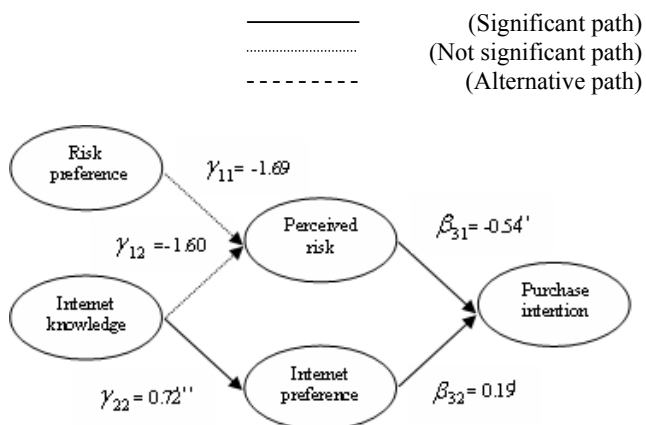 (Significant path)
(Not significant path)
(Alternative path)
Risk
preference
γ11= -1.69
Perceived
risk
β31= -0.54''
γ12 =-1.60
Purchase
intention
Internet
knowledge
γ22 = 0.72''
Internet
preference
β32 = 0.19'